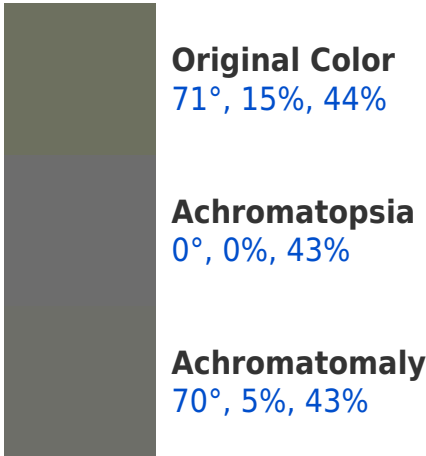 Original Color
71°, 15%, 44%
Achromatopsia
0°, 0%, 43%
Achromatomaly
70°, 5%, 43%